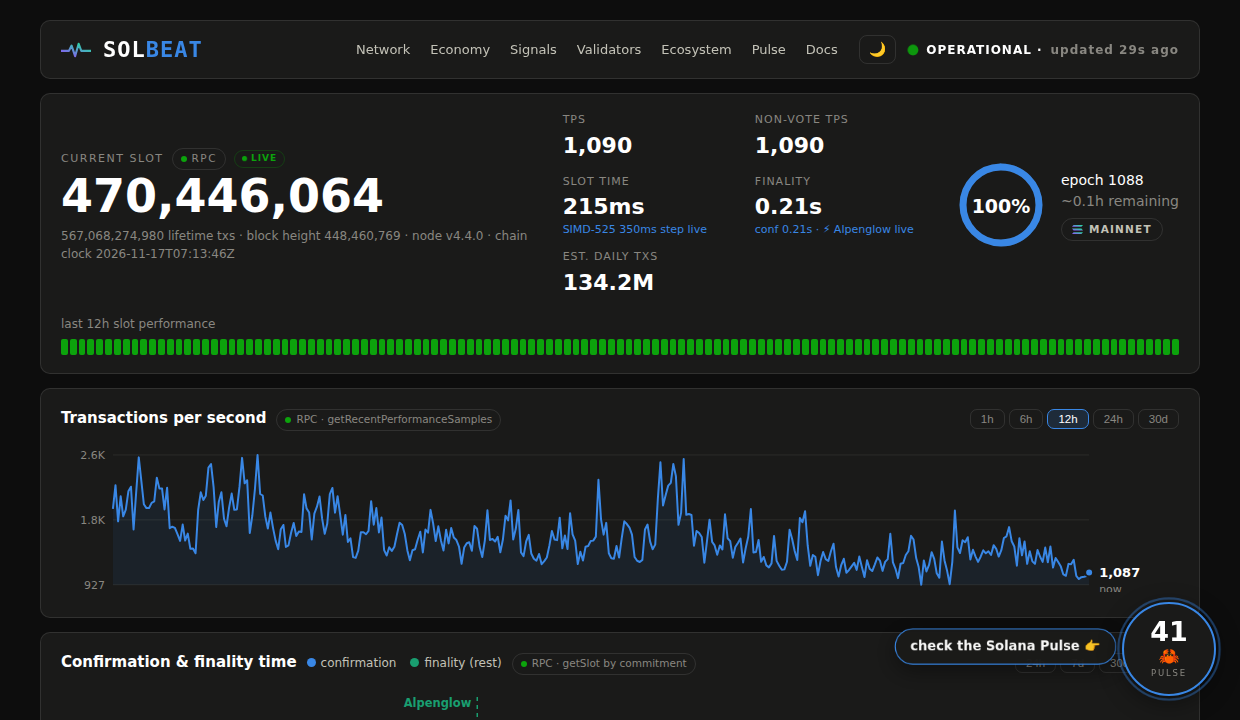 SOLBEAT
Network Economy Signals Validators Ecosystem Pulse Docs
OPERATIONAL · updated 29s ago
CURRENT SLOT RPC LIVE
470,446,064
567,068,274,980 lifetime txs · block height 448,460,769 · node v4.4.0 · chain
clock 2026-11-17T07:13:46Z
TPS
1,090
NON-VOTE TPS
1,090
SLOT TIME
215ms
SIMD-525 350ms step live
FINALITY
0.21s
conf 0.21s · ⚡ Alpenglow live
EST. DAILY TXS
134.2M
100%
epoch 1088
~0.1h remaining
MAINNET
last 12h slot performance
Transactions per second RPC · getRecentPerformanceSamples
1h 6h 12h 24h 30d
2.6K
1.8K
927
1,087
now
check the Solana Pulse 👉
41
🦀
PULSE
Confirmation & finality time confirmation finality (rest) RPC · getSlot by commitment
Alpenglow